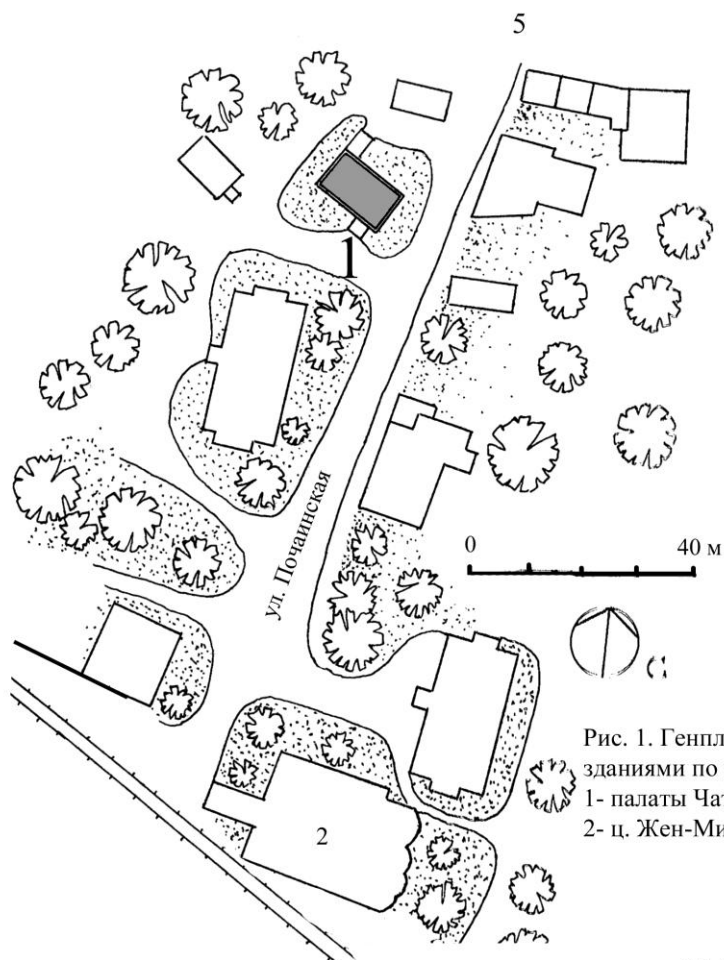 5
1
ул. Почаинская
0 40 м
Рис. 1. Генпл
зданиями по
1- палаты Ча
2- ц. Жен-Ми
2